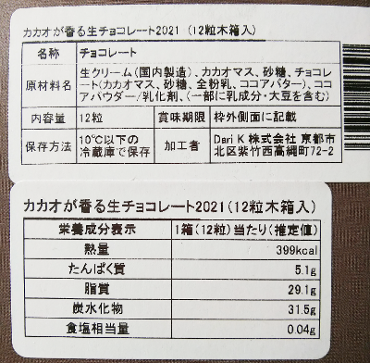 カカオが香る生チョコレート2021 (12粒木箱入)
名称 チョコレート
原材料名 生クリーム(国内製造)、カカオマス、砂糖、チョコレ
ート(カカオマス、砂糖、全粉乳、ココアバター)、ココ
アパウダー/乳化剤、(一部に乳成分・大豆を含む)
内容量 12粒 賞味期限 枠外側面に記載
保存方法 10℃以下の
冷蔵庫で保存
加工者 Dari K 株式会社 京都市
北区紫竹西高縄町72-2
カカオが香る生チョコレート2021(12粒木箱入)
栄養成分表示 1箱(12粒)当たり(推定値)
熱量 399kcal
たんぱく質 5.1g
脂質 29.1g
炭水化物 31.5g
食塩相当量 0.04g